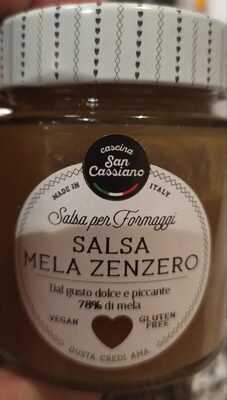 cascina
San
Cassiano
MADE IN ITALY
Salsa per Formaggi
SALSA
MELA ZENZERO
Dal gusto dolce e piccante
78% di mela
VEGAN
GLUTEN
FREE
GUSTA CREDI AMA